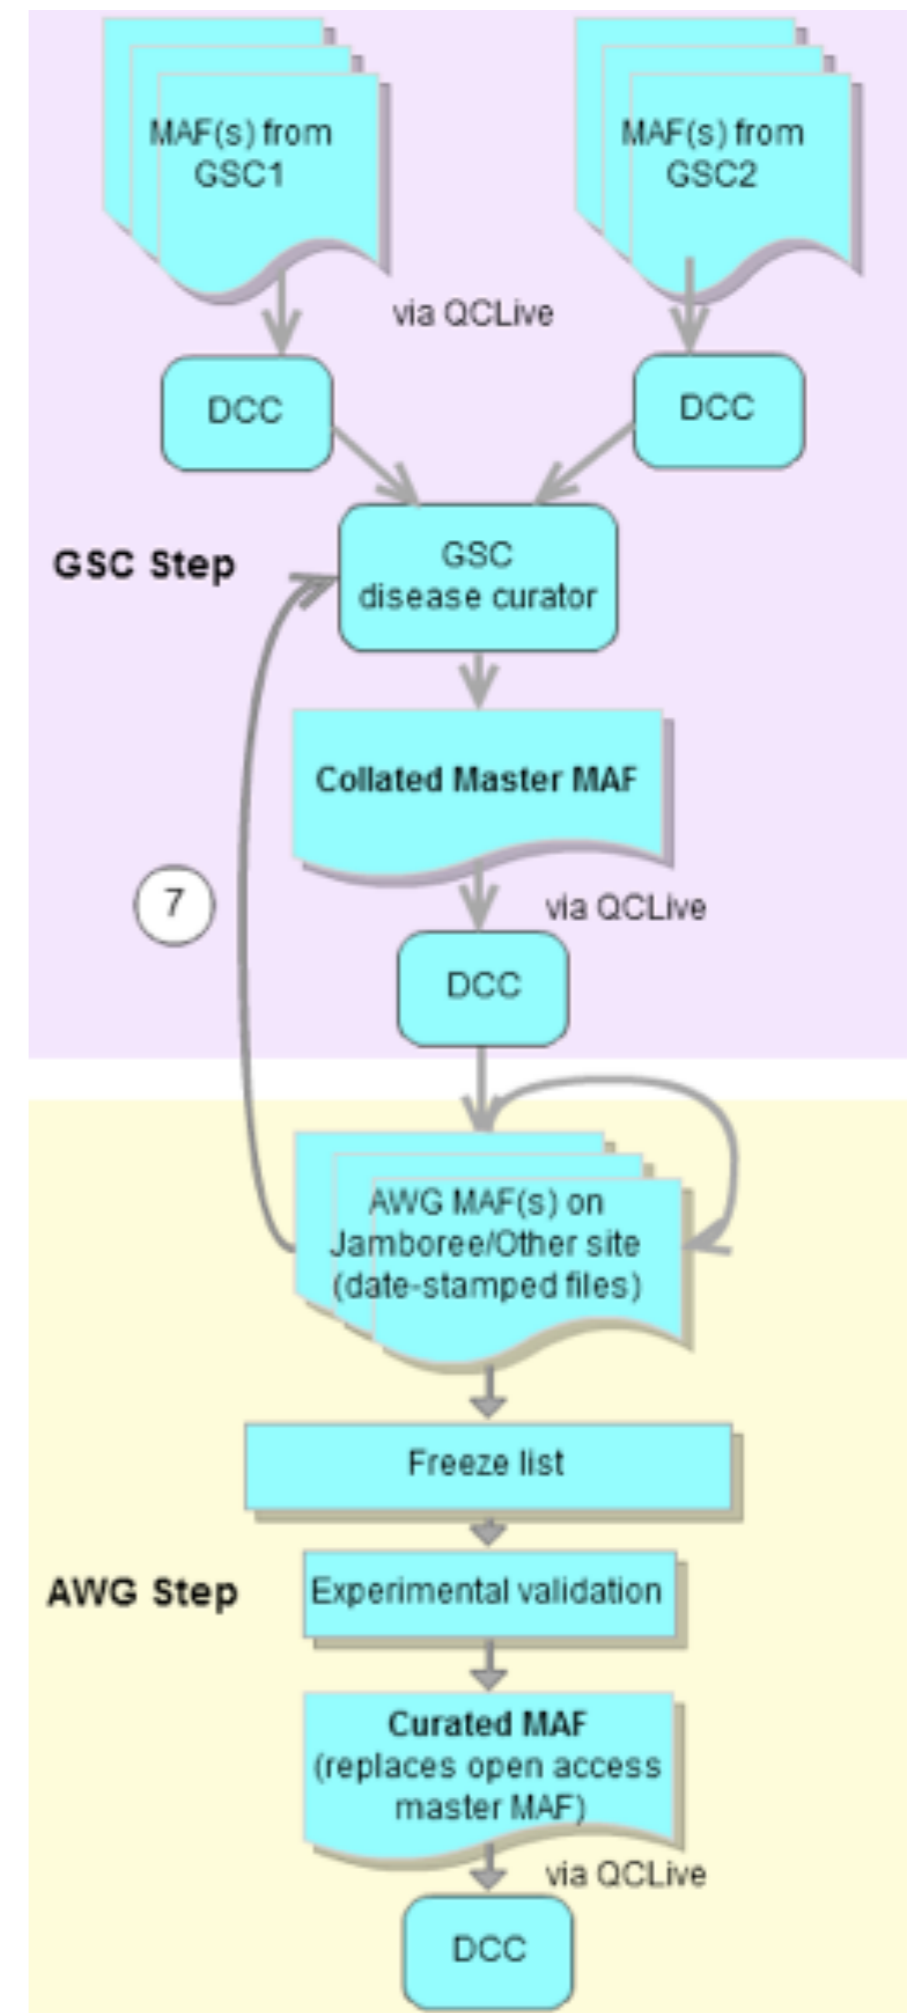 MAF(s) from
GSC1
MAF(s) from
GSC2
via QCLive
DCC
DCC
GSC Step
GSC
disease curator
Collated Master MAF
7
via QCLive
DCC
AWG MAF(s) on
Jamboree/Other site
(date-stamped files)
Freeze list
AWG Step
Experimental validation
Curated MAF
(replaces open access
master MAF)
via QCLive
DCC